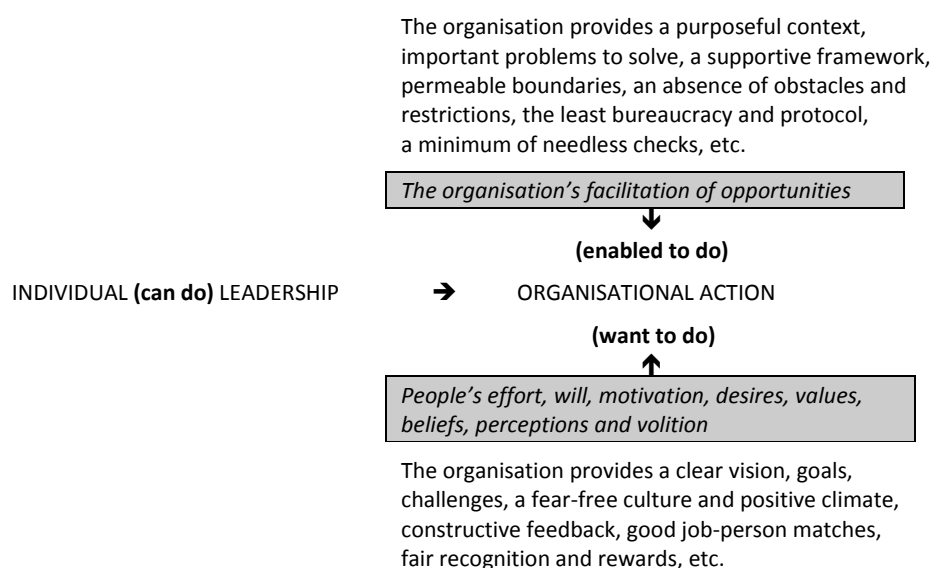 The organisation provides a purposeful context,
important problems to solve, a supportive framework,
permeable boundaries, an absence of obstacles and
restrictions, the least bureaucracy and protocol,
a minimum of needless checks, etc.
The organisation’s facilitation of opportunities
(enabled to do)
INDIVIDUAL (can do) LEADERSHIP ➔ ORGANISATIONAL ACTION
(want to do)
People’s effort, will, motivation, desires, values,
beliefs, perceptions and volition
The organisation provides a clear vision, goals,
challenges, a fear-free culture and positive climate,
constructive feedback, good job-person matches,
fair recognition and rewards, etc.